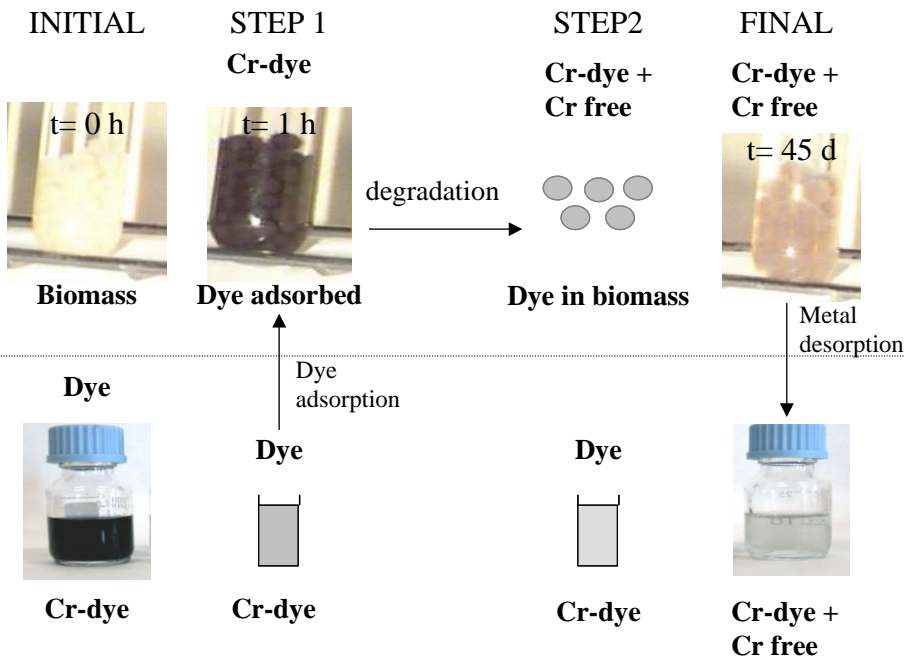 INITIAL
STEP 1
STEP2
FINAL
Cr-dye
Cr-dye +
Cr free
Cr-dye +
Cr free
t= 0 h
t= 1 h
t= 45 d
degradation
Biomass
Dye adsorbed
Dye in biomass
Metal
desorption
Dye
Dye
adsorption
Dye
Dye
Cr-dye
Cr-dye
Cr-dye
Cr-dye +
Cr free